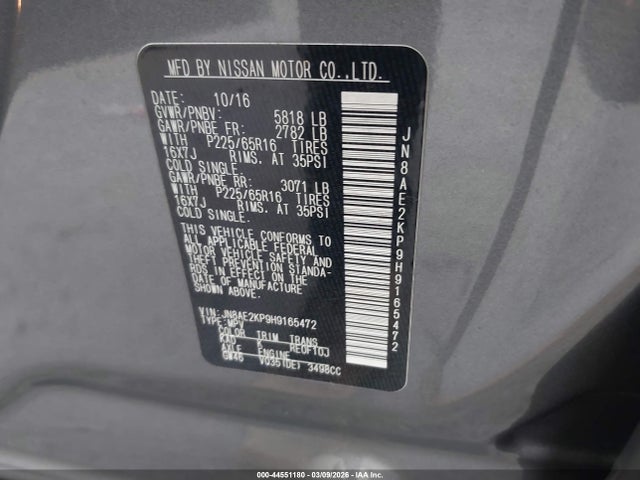 MFD BY NISSAN MOTOR CO.,LTD.
DATE: 10/16
GVWR/PNBV: 5818 LB
GAWR/PNBE FR: 2782 LB
WITH P225/65R16 TIRES
16X7J RIMS. AT 35PSI
COLD SINGLE.
GAWR/PNBE RR: 3071 LB
WITH P225/65R16 TIRES
16X7J RIMS. AT 35PSI
COLD SINGLE.
THIS VEHICLE CONFORMS TO
ALL APPLICABLE FEDERAL
MOTOR VEHICLE SAFETY AND
THEFT PREVENTION STANDA-
RDS IN EFFECT ON THE
DATE OF MANUFACTURE
SHOWN ABOVE.
VIN: JN8AE2KP9H9165472
TYPE: MPV
COLOR TRIM TRANS
KAD K RE0F10J
AXLE ENGINE
GW46 VQ35(DE) 3498CC
JN8AE2KP9H9165472
000-44551180 - 03/09/2026 - IAA Inc.